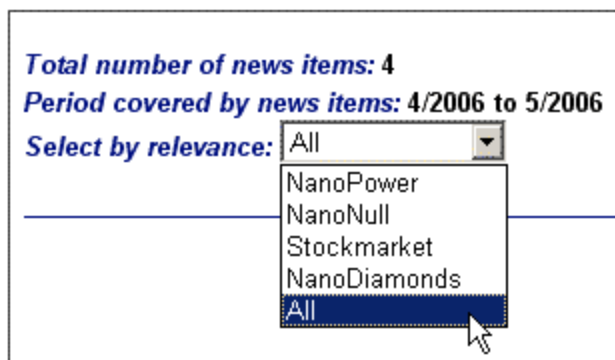 Total number of news items: 4
Period covered by news items: 4/2006 to 5/2006
Select by relevance: All
NanoPower
NanoNull
Stockmarket
NanoDiamonds
All